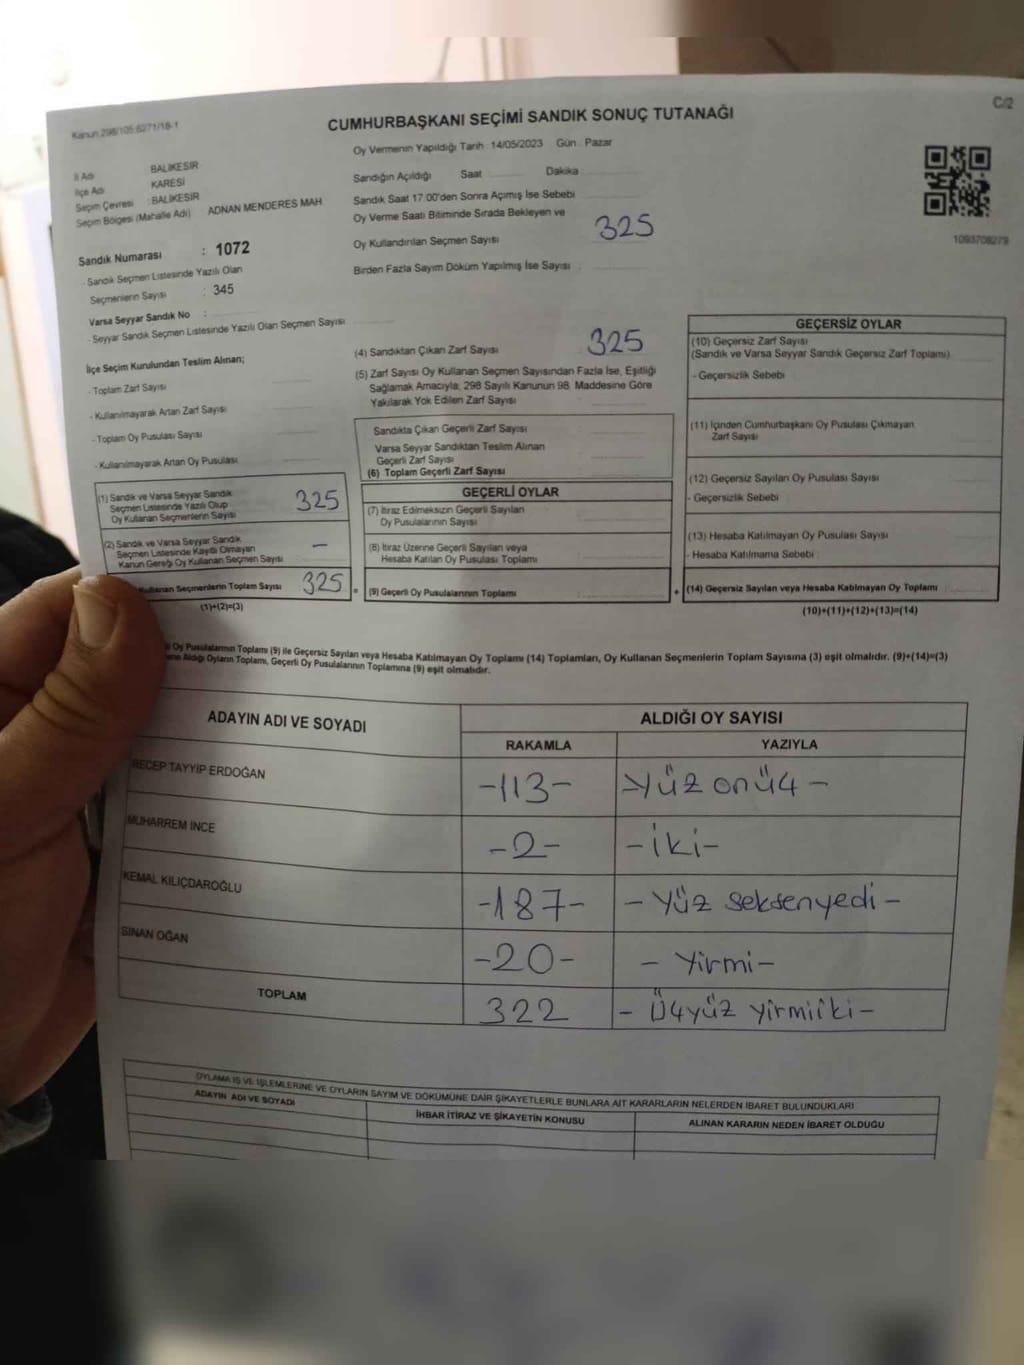 Kanun 298/105 6271/18-1
C/2
CUMHURBAŞKANI SEÇİMİ SANDIK SONUÇ TUTANAĞI
İl Adı BALIKESİR
İlçe Adı KARESİ
Seçim Çevresi : BALIKESİR
Seçim Bölgesi (Mahalle Adı) ADNAN MENDERES MAH
Sandık Numarası : 1072
- Sandık Seçmen Listesinde Yazılı Olan
Seçmenlerin Sayısı : 345
Varsa Seyyar Sandık No :
- Seyyar Sandık Seçmen Listesinde Yazılı Olan Seçmen Sayısı
Oy Vermenin Yapıldığı Tarih : 14/05/2023 Gün : Pazar
Sandığın Açıldığı Saat Dakika
Sandık Saat 17.00'den Sonra Açımış İse Sebebi
Oy Verme Saati Bitiminde Sırada Bekleyen ve
Oy Kullandırılan Seçmen Sayısı 325
Birden Fazla Sayım Döküm Yapılmış İse Sayısı :
1093708279
İlçe Seçim Kurulundan Teslim Alınan;
- Toplam Zarf Sayısı
- Kullanılmayarak Artan Zarf Sayısı
- Toplam Oy Pusulası Sayısı
- Kullanılmayarak Artan Oy Pusulası
(1) Sandık ve Varsa Seyyar Sandık
Seçmen Listesinde Yazılı Olup
Oy Kullanan Seçmenlerin Sayısı 325
(2) Sandık ve Varsa Seyyar Sandık
Seçmen Listesinde Kayıtlı Olmayan
Kanun Gereği Oy Kullanan Seçmen Sayısı —
Kullanan Seçmenlerin Toplam Sayısı 325 =
(1)+(2)=(3)
(4) Sandıktan Çıkan Zarf Sayısı 325
(5) Zarf Sayısı Oy Kullanan Seçmen Sayısından Fazla İse, Eşitliği
Sağlamak Amacıyla, 298 Sayılı Kanunun 98. Maddesine Göre
Yakılarak Yok Edilen Zarf Sayısı
Sandıkta Çıkan Geçerli Zarf Sayısı
Varsa Seyyar Sandıktan Teslim Alınan
Geçerli Zarf Sayısı
(6) Toplam Geçerli Zarf Sayısı
GEÇERLİ OYLAR
(7) İtiraz Edilmeksizin Geçerli Sayılan
Oy Pusulalarının Sayısı
(8) İtiraz Üzerine Geçerli Sayılan veya
Hesaba Katılan Oy Pusulası Toplamı
(9) Geçerli Oy Pusulalarının Toplamı +
GEÇERSİZ OYLAR
(10) Geçersiz Zarf Sayısı
(Sandık ve Varsa Seyyar Sandık Geçersiz Zarf Toplamı)
- Geçersizlik Sebebi
(11) İçinden Cumhurbaşkanı Oy Pusulası Çıkmayan
Zarf Sayısı
(12) Geçersiz Sayılan Oy Pusulası Sayısı
- Geçersizlik Sebebi
(13) Hesaba Katılmayan Oy Pusulası Sayısı
- Hesaba Katılmama Sebebi
(14) Geçersiz Sayılan veya Hesaba Katılmayan Oy Toplamı
(10)+(11)+(12)+(13)=(14)
Oy Pusulalarının Toplamı (9) ile Geçersiz Sayılan veya Hesaba Katılmayan Oy Toplamı (14) Toplamları, Oy Kullanan Seçmenlerin Toplam Sayısına (3) eşit olmalıdır. (9)+(14)=(3)
Aldığı Oyların Toplamı, Geçerli Oy Pusulalarının Toplamına (9) eşit olmalıdır.
ADAYIN ADI VE SOYADI ALDIĞI OY SAYISI
RAKAMLA YAZIYLA
RECEP TAYYİP ERDOĞAN -113- -Yüz onüç-
MUHARREM İNCE -2- -iki-
KEMAL KILIÇDAROĞLU -187- -Yüz seksenyedi-
SİNAN OĞAN -20- -Yirmi-
TOPLAM 322 -Üçyüz yirmiiki-
OYLAMA İŞ VE İŞLEMLERİNE VE OYLARIN SAYIM VE DÖKÜMÜNE DAİR ŞİKAYETLERLE BUNLARA AİT KARARLARIN NELERDEN İBARET BULUNDUKLARI
ADAYIN ADI VE SOYADI İHBAR İTİRAZ VE ŞİKAYETİN KONUSU ALINAN KARARIN NEDEN İBARET OLDUĞU